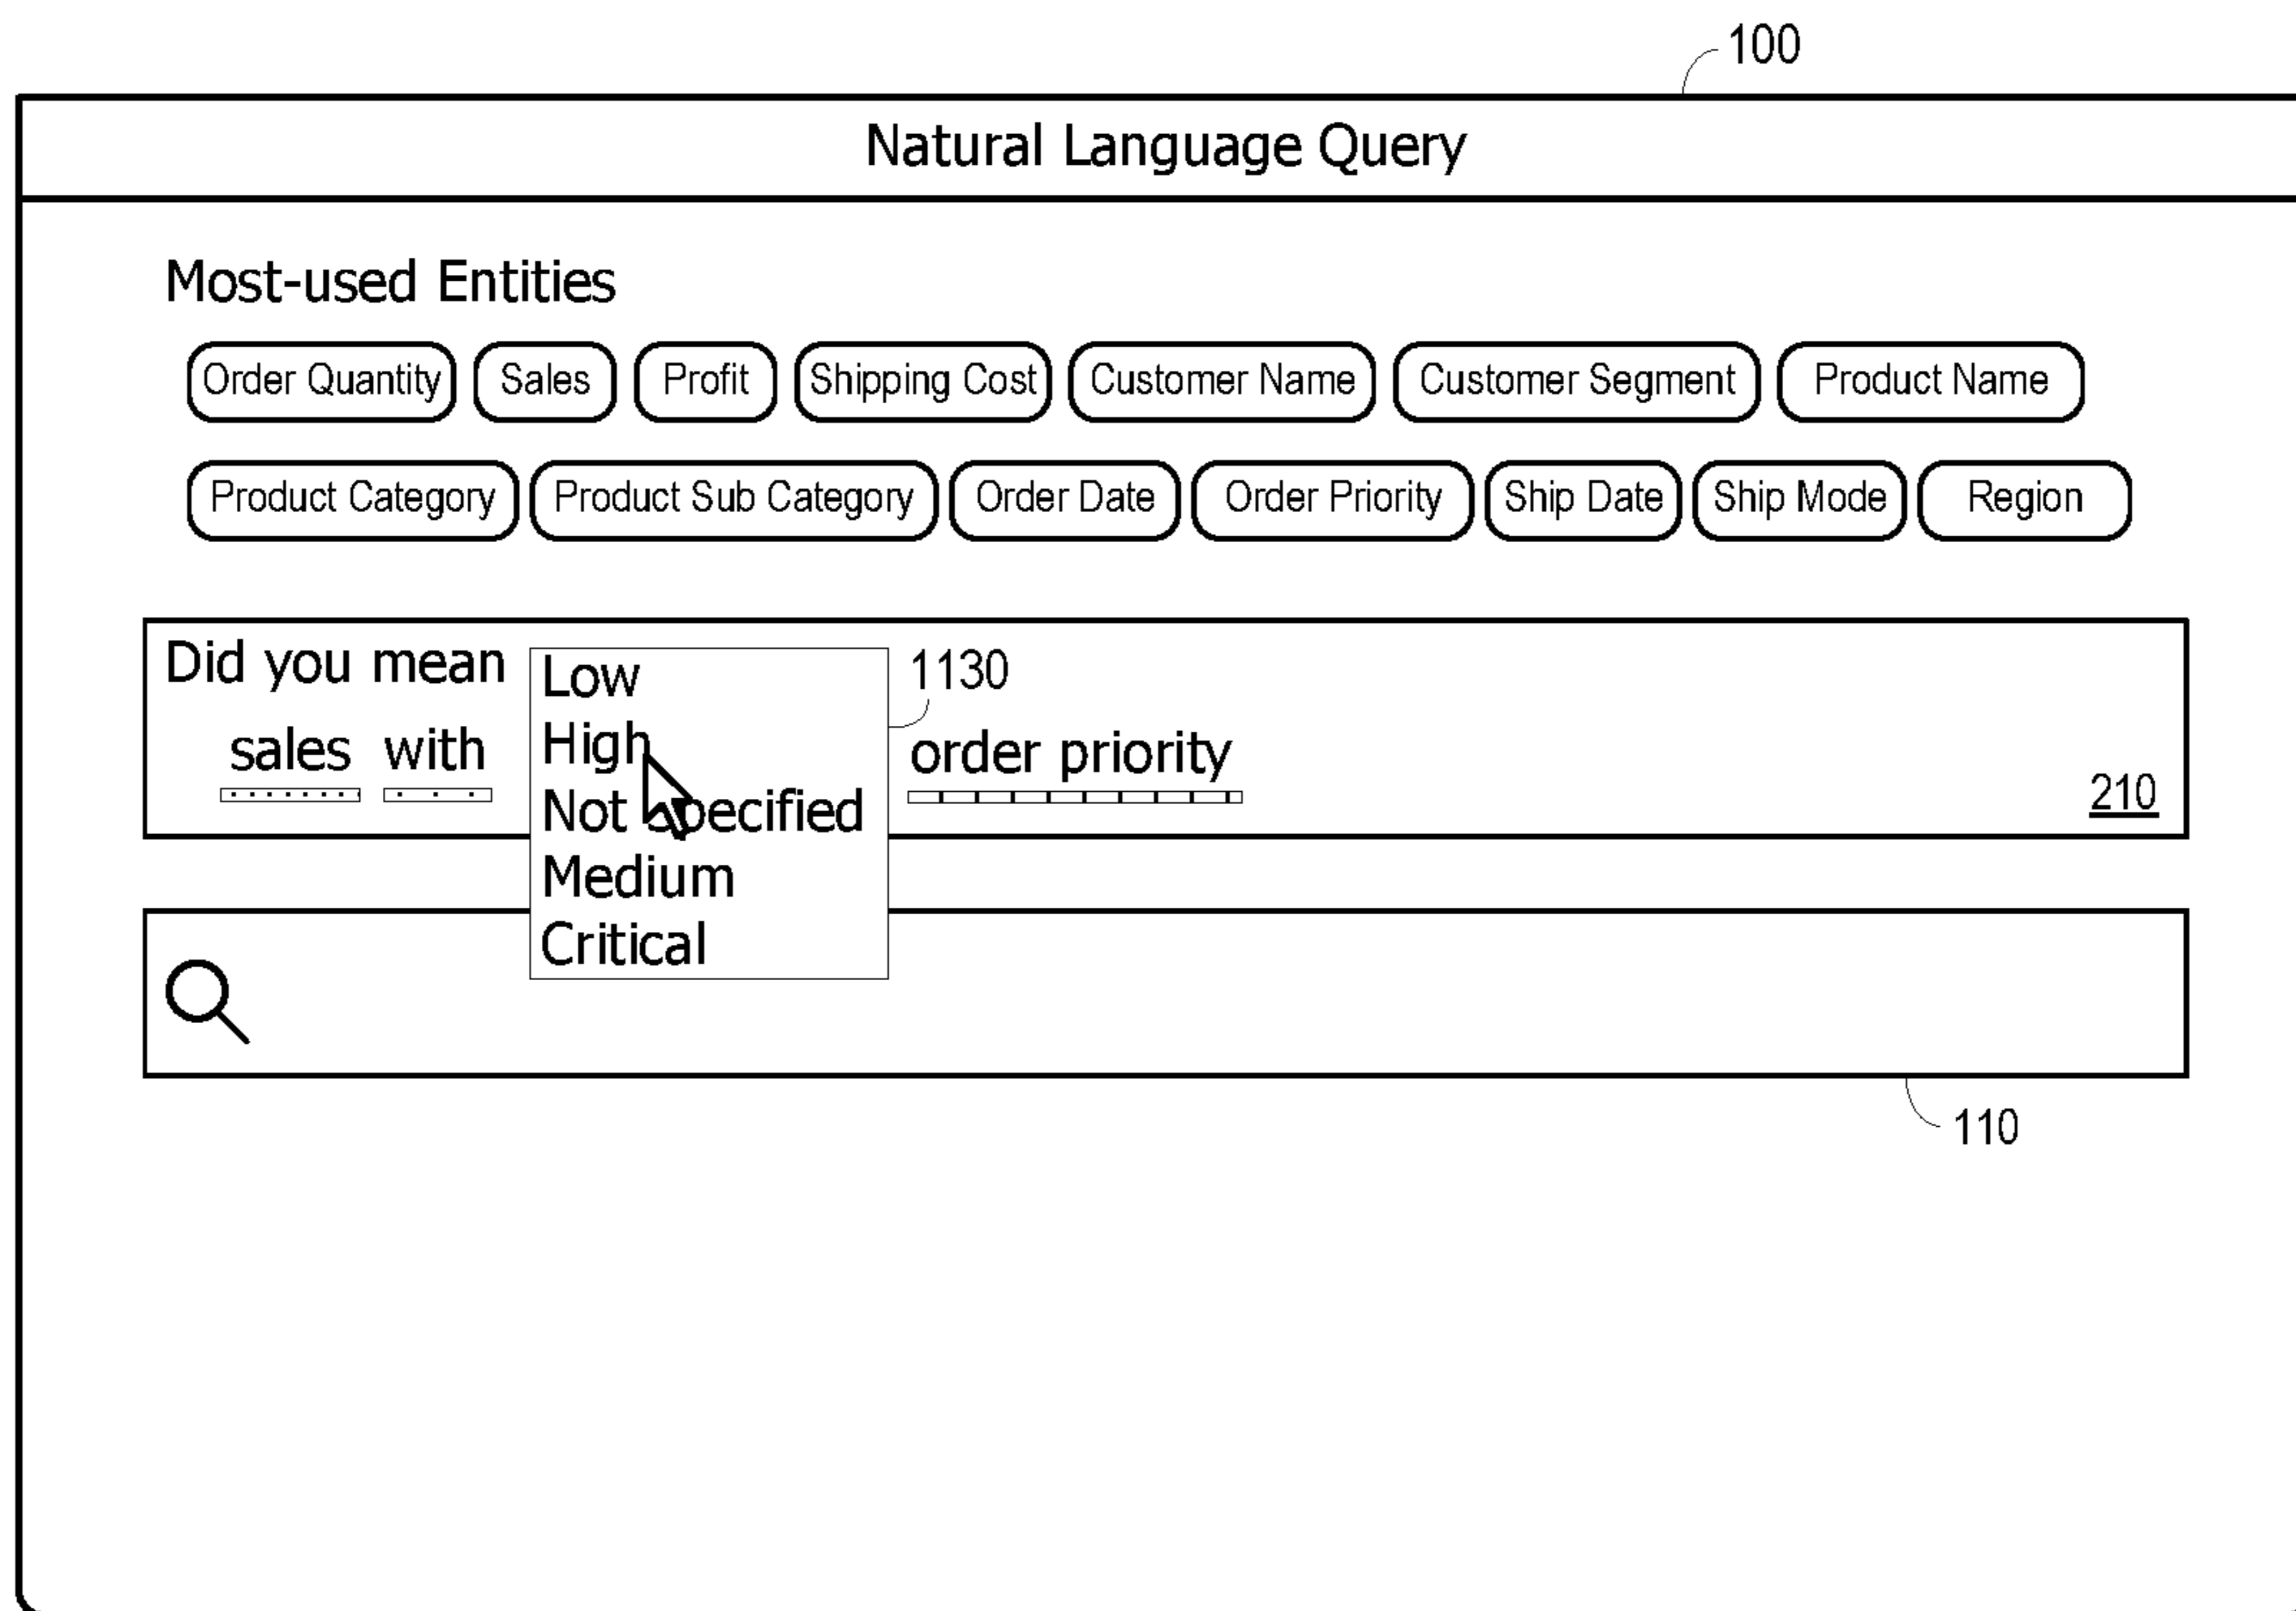 100
Natural Language Query
Most-used Entities
Order Quantity Sales Profit Shipping Cost Customer Name Customer Segment Product Name
Product Category Product Sub Category Order Date Order Priority Ship Date Ship Mode Region
Did you mean
sales with
Low
High
Not Specified
Medium
Critical
1130
order priority
210
110